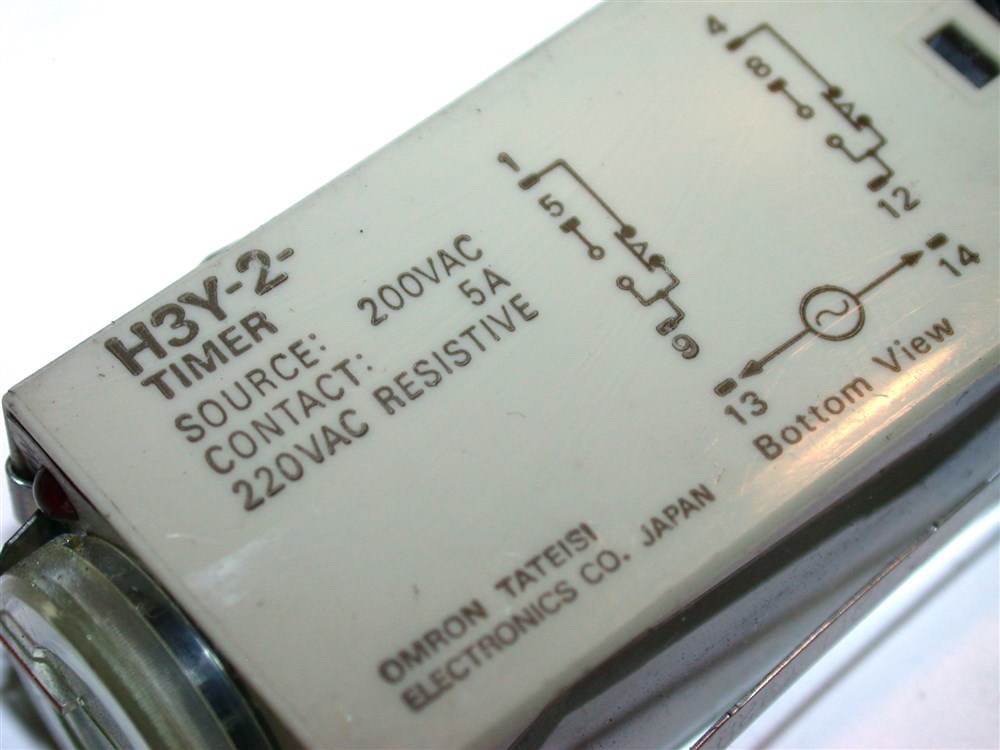 H3Y-2-
TIMER
SOURCE: 200VAC
CONTACT: 5A
220VAC RESISTIVE
1
5
9
4
8
12
13
14
Bottom View
OMRON TATEISI
ELECTRONICS CO. JAPAN